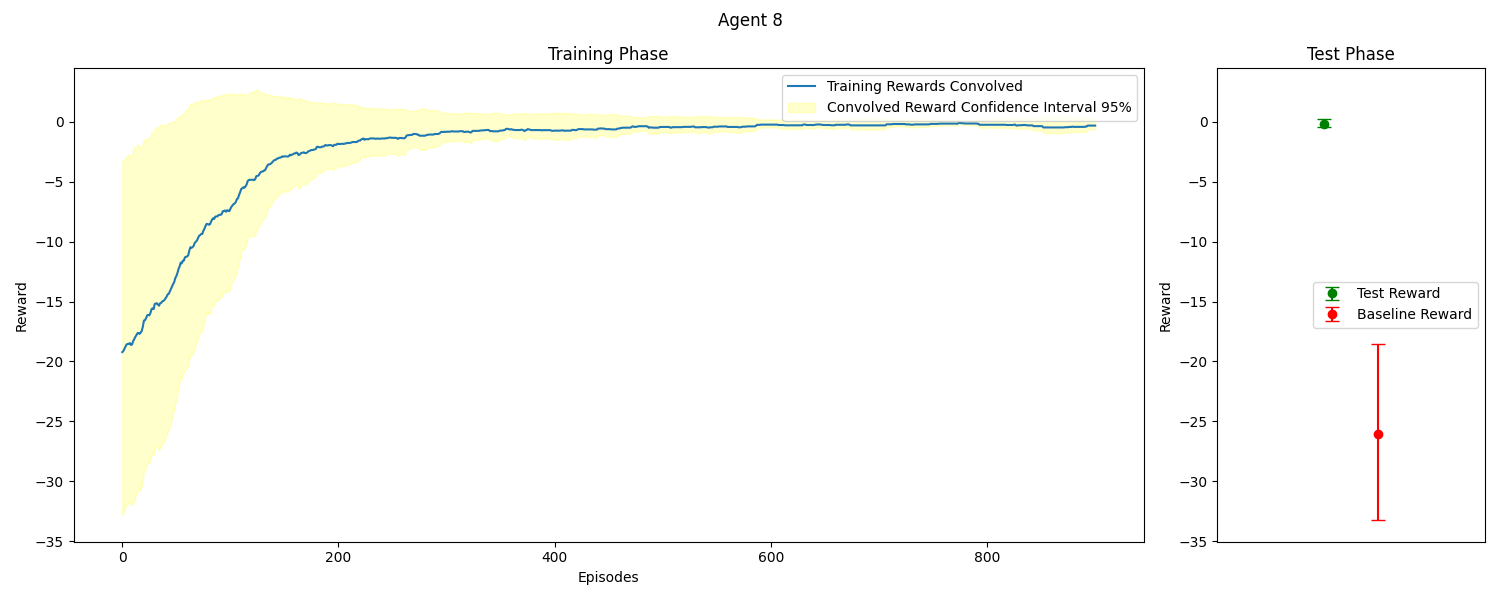 Agent 8
Training Phase
Training Rewards Convolved
Convolved Reward Confidence Interval 95%
Reward
0
−5
−10
−15
−20
−25
−30
−35
0
200
400
600
800
Episodes
Test Phase
Test Reward
Baseline Reward
Reward
0
−5
−10
−15
−20
−25
−30
−35